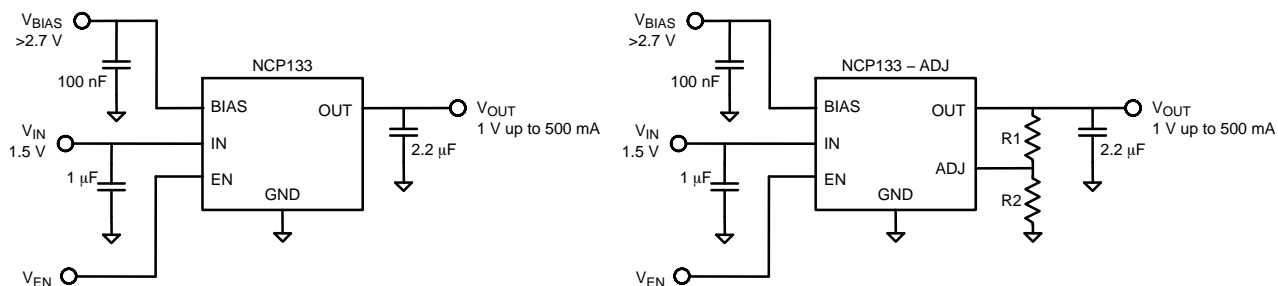 VBIAS
>2.7 V
100 nF
NCP133
BIAS
OUT
VOUT
1 V up to 500 mA
VIN
1.5 V
IN
2.2 μF
1 μF
EN
GND
VEN
VBIAS
>2.7 V
100 nF
NCP133 – ADJ
BIAS
OUT
VOUT
1 V up to 500 mA
VIN
1.5 V
IN
R1
2.2 μF
1 μF
EN
ADJ
GND
R2
VEN